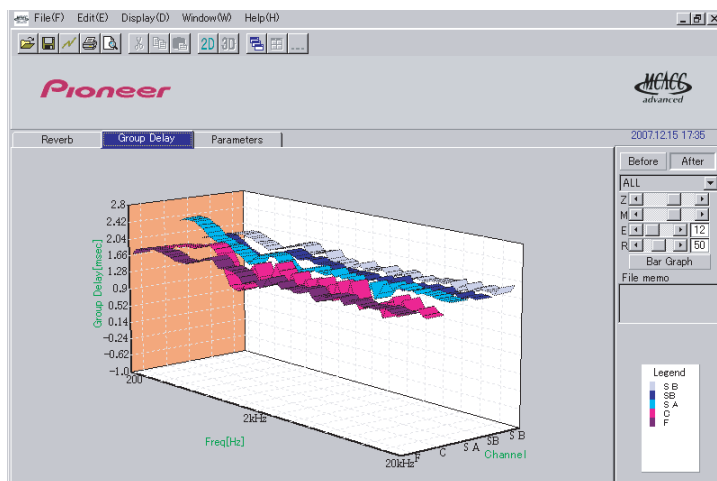 File(F) Edit(E) Display(D) Window(W) Help(H)
2D 3D
Pioneer
MCACC
advanced
Reverb Group Delay Parameters
2007.12.15 17:35
Before After
ALL
Z
M
E 12
R 50
Bar Graph
File memo
Group Delay[msec]
2.8
2.42
2.04
1.66
1.28
0.9
0.52
0.14
-0.24
-0.62
-1.0
200
2kHz
20kHz
Freq[Hz]
F C S A SB S B
Channel
Legend
S B
SB
S A
C
F